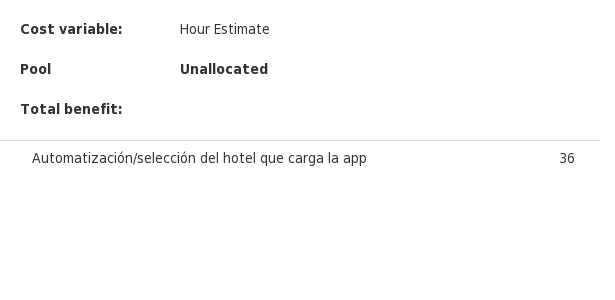 Cost variable: Hour Estimate
Pool Unallocated
Total benefit:
Automatización/selección del hotel que carga la app 36